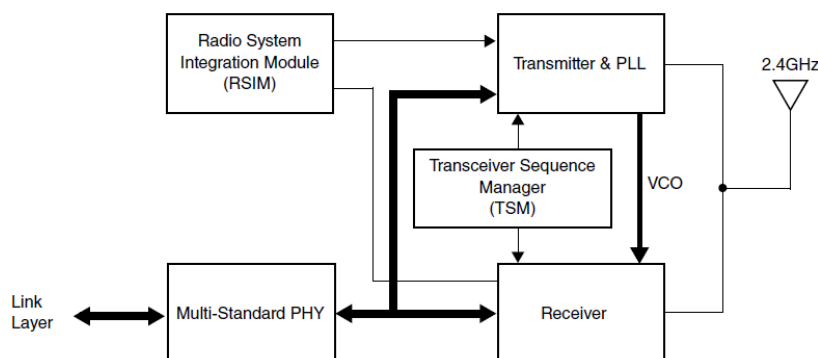 Radio System
Integration Module
(RSIM)
Transmitter & PLL
2.4GHz
Transceiver Sequence
Manager
(TSM)
VCO
Link
Layer
Multi-Standard PHY
Receiver